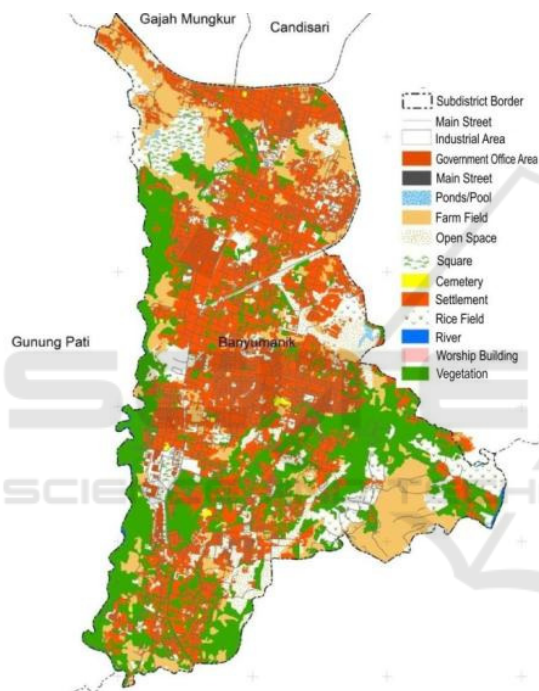 Gajah Mungkur
Candisari
Subdistrict Border
Main Street
Industrial Area
Government Office Area
Main Street
Ponds/Pool
Farm Field
Open Space
Square
Cemetery
Settlement
Rice Field
River
Worship Building
Vegetation
Gunung Pati
Banyumanik